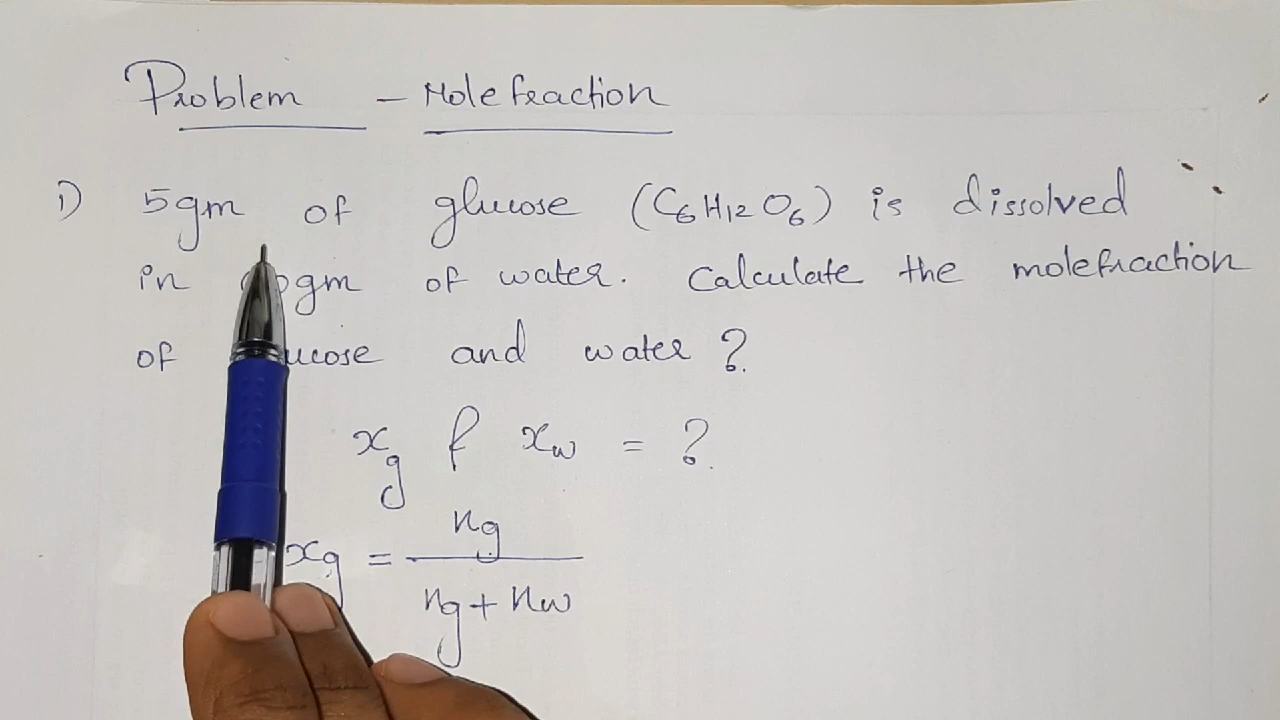 Problem - Molefraction
1) 5gm of glucose (C6H12O6) is dissolved
in gm of water. Calculate the molefraction
of and water ?
xg & xw = ?
xg = ng
ng + nw